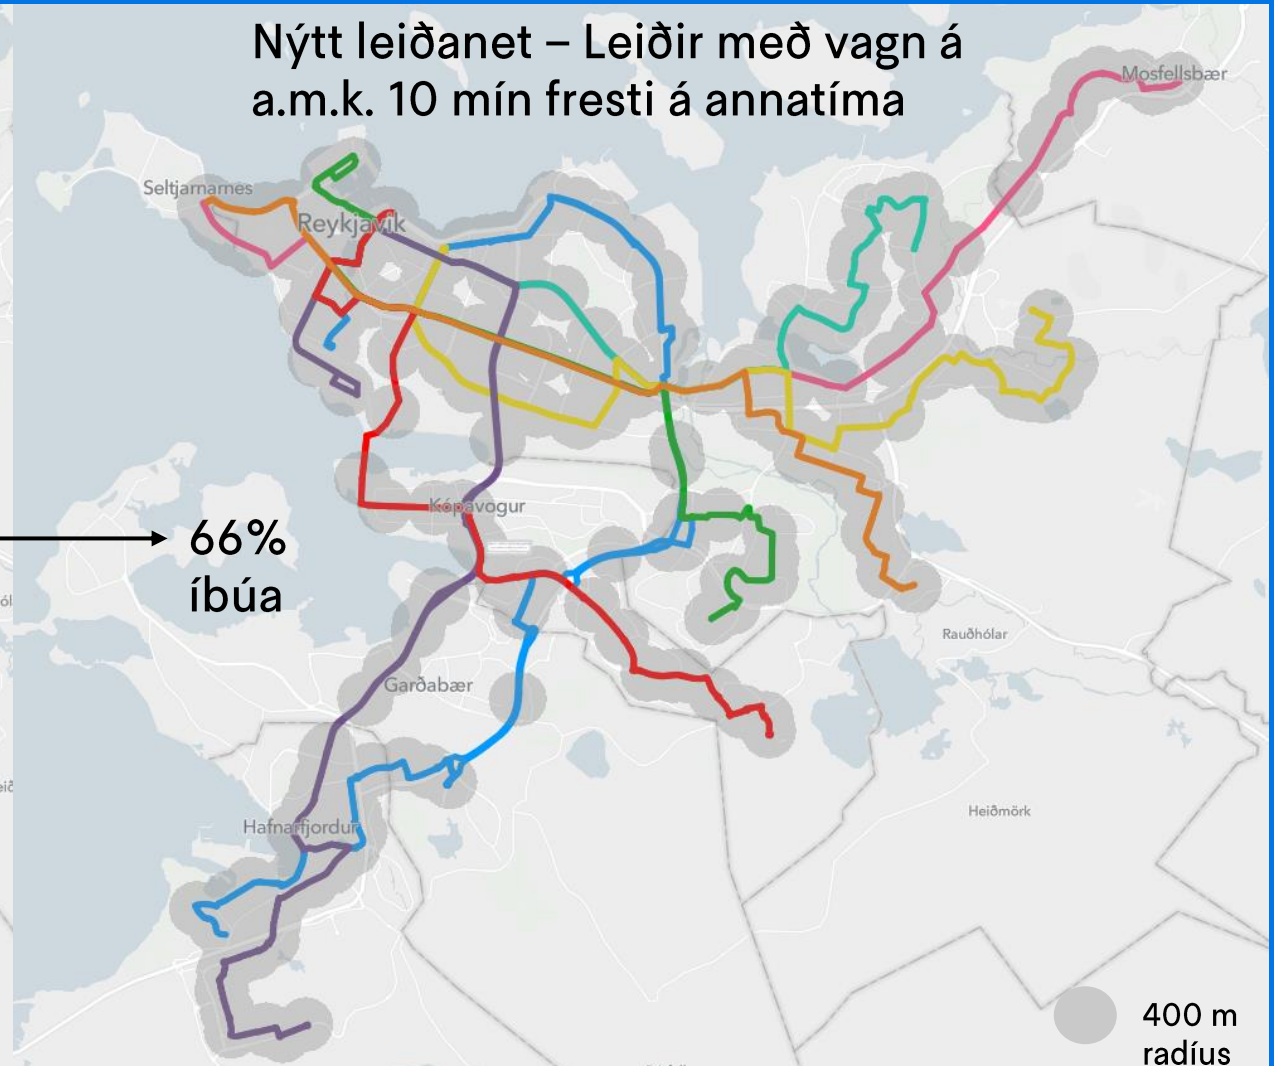 Nýtt leiðanet – Leiðir með vagn á
a.m.k. 10 mín fresti á annatíma
Mosfellsbær
Seltjarnarnes
Reykjavík
Kópavogur
66%
íbúa
Rauðhólar
Garðabær
Heiðmörk
Hafnarfjordur
400 m
radíus